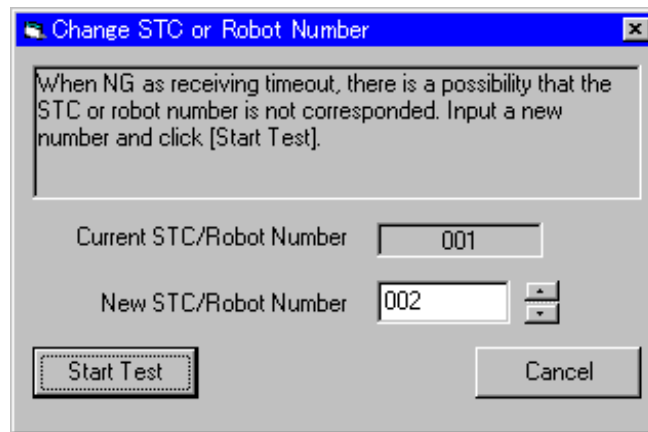 Change STC or Robot Number
When NG as receiving timeout, there is a possibility that the
STC or robot number is not corresponded. Input a new
number and click [Start Test].
Current STC/Robot Number 001
New STC/Robot Number 002
Start Test Cancel